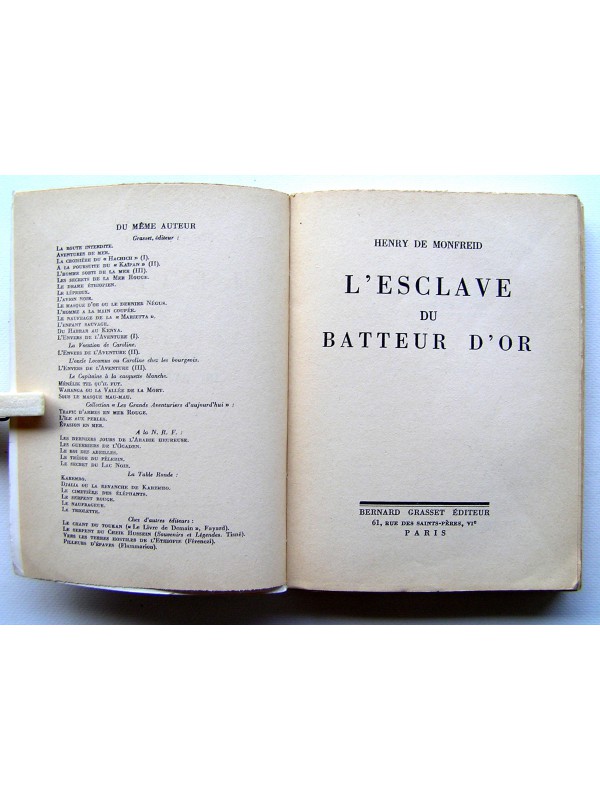 DU MÊME AUTEUR
Grasset, éditeur :
LA ROUTE INTERDITE.
AVENTURES DE MER.
LA CROISIÈRE DU « HACHICH » (I).
A LA POURSUITE DU « KAÏPAN » (II).
L'HOMME SORTI DE LA MER (III).
LES SECRETS DE LA MER ROUGE.
LE DRAME ÉTHIOPIEN.
LE LÉPREUX.
L'AVION NOIR.
LE MASQUE D'OR OU LE DERNIER NÉGUS.
L'HOMME A LA MAIN COUPÉE.
LE NAUFRAGE DE LA « MARIETTA ».
L'ENFANT SAUVAGE.
DU HARRAR AU KENYA.
L'ENVERS DE L'AVENTURE (I).
La Vocation de Caroline.
L'ENVERS DE L'AVENTURE (II).
L'oncle Locamus ou Caroline chez les bourgeois.
L'ENVERS DE L'AVENTURE (III).
Le Capitaine à la casquette blanche.
MÉNÉLIK TEL QU'IL FUT.
WAHANGA OU LA VALLÉE DE LA MORT.
SOUS LE MASQUE MAU-MAU.
Collection « Les Grands Aventuriers d'aujourd'hui » :
TRAFIC D'ARMES EN MER ROUGE.
L'ILE AUX PERLES.
ÉVASION EN MER.
A la N. R. F. :
LES DERNIERS JOURS DE L'ARABIE HEUREUSE.
LES GUERRIERS DE L'OGADEN.
LE ROI DES ABEILLES.
LE TRÉSOR DU PÈLERIN.
LE SECRET DU LAC NOIR.
La Table Ronde :
KAREMBO.
DJALIA OU LA REVANCHE DE KAREMBO.
LE CIMETIÈRE DES ÉLÉPHANTS.
LE SERPENT ROUGE.
LE NAUFRAGEUR.
LA TRIOLETTE.
Chez d'autres éditeurs :
LE CHANT DU TOUKAN (« Le Livre de Demain », Fayard).
LE SERPENT DU CHEIK HUSSEIN (Souvenirs et Légendes. Timé).
VERS LES TERRES HOSTILES DE L'ETHIOPIE (Férenczi).
PILLEURS D'ÉPAVES (Flammarion).
HENRY DE MONFREID
L'ESCLAVE
DU
BATTEUR D'OR
BERNARD GRASSET ÉDITEUR
61, RUE DES SAINTS-PÈRES, VIe
PARIS